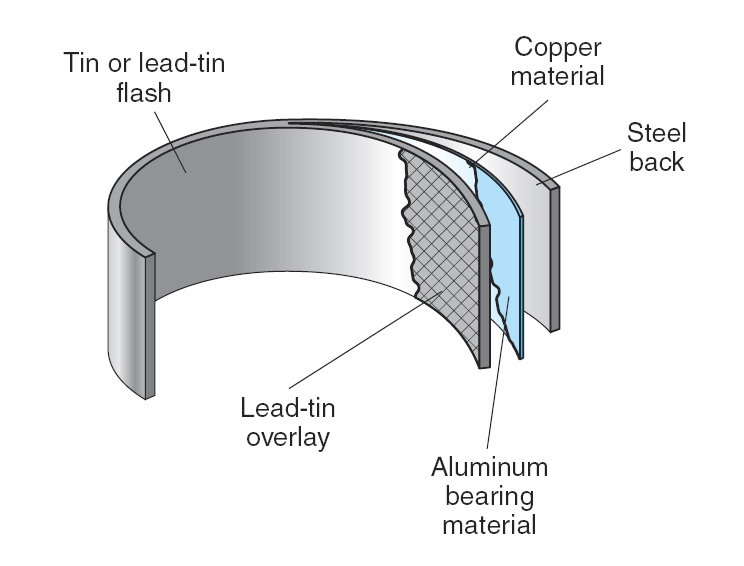 Tin or lead-tin
flash
Copper
material
Steel
back
Lead-tin
overlay
Aluminum
bearing
material